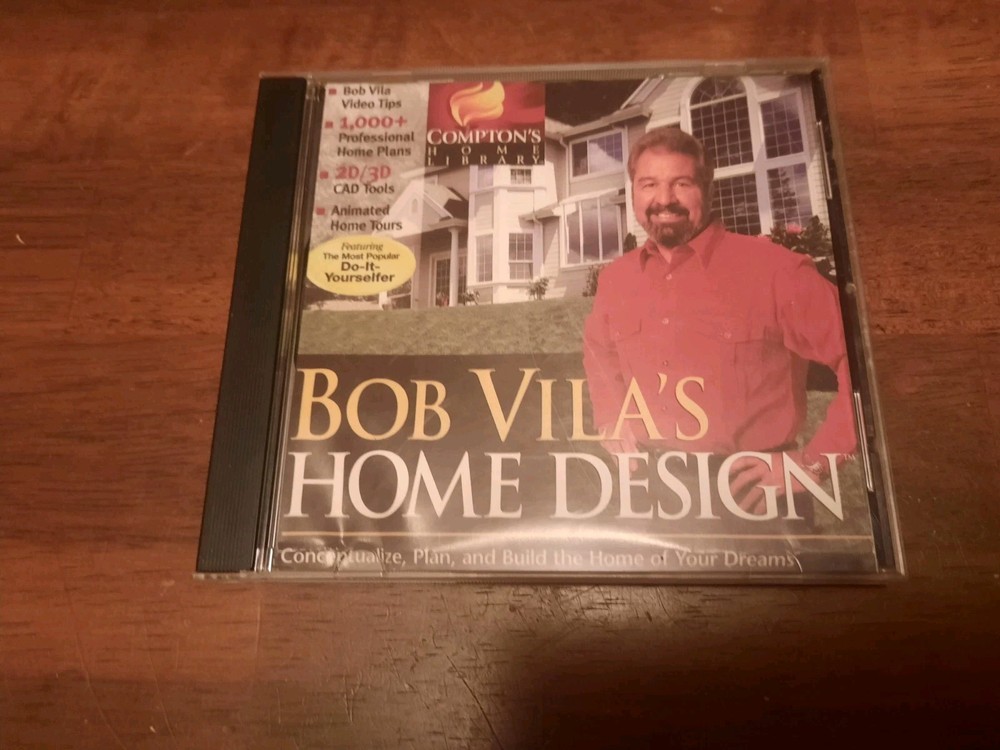 ▪ Bob Vila
Video Tips
▪ 1,000+
Professional
Home Plans
▪ 2D/3D
CAD Tools
▪ Animated
Home Tours
Featuring
The Most Popular
Do-It-
Yourselfer
COMPTON'S
HOME
LIBRARY
BOB VILA'S
HOME DESIGN™
Conceptualize, Plan, and Build the Home of Your Dreams